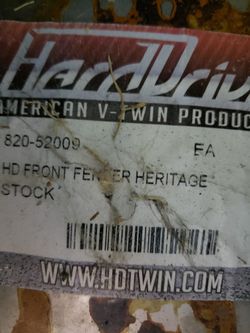 HardDrive
AMERICAN V-TWIN PRODUC
820-52009 EA
HD FRONT FENDER HERITAGE
STOCK
WWW.HDTWIN.COM